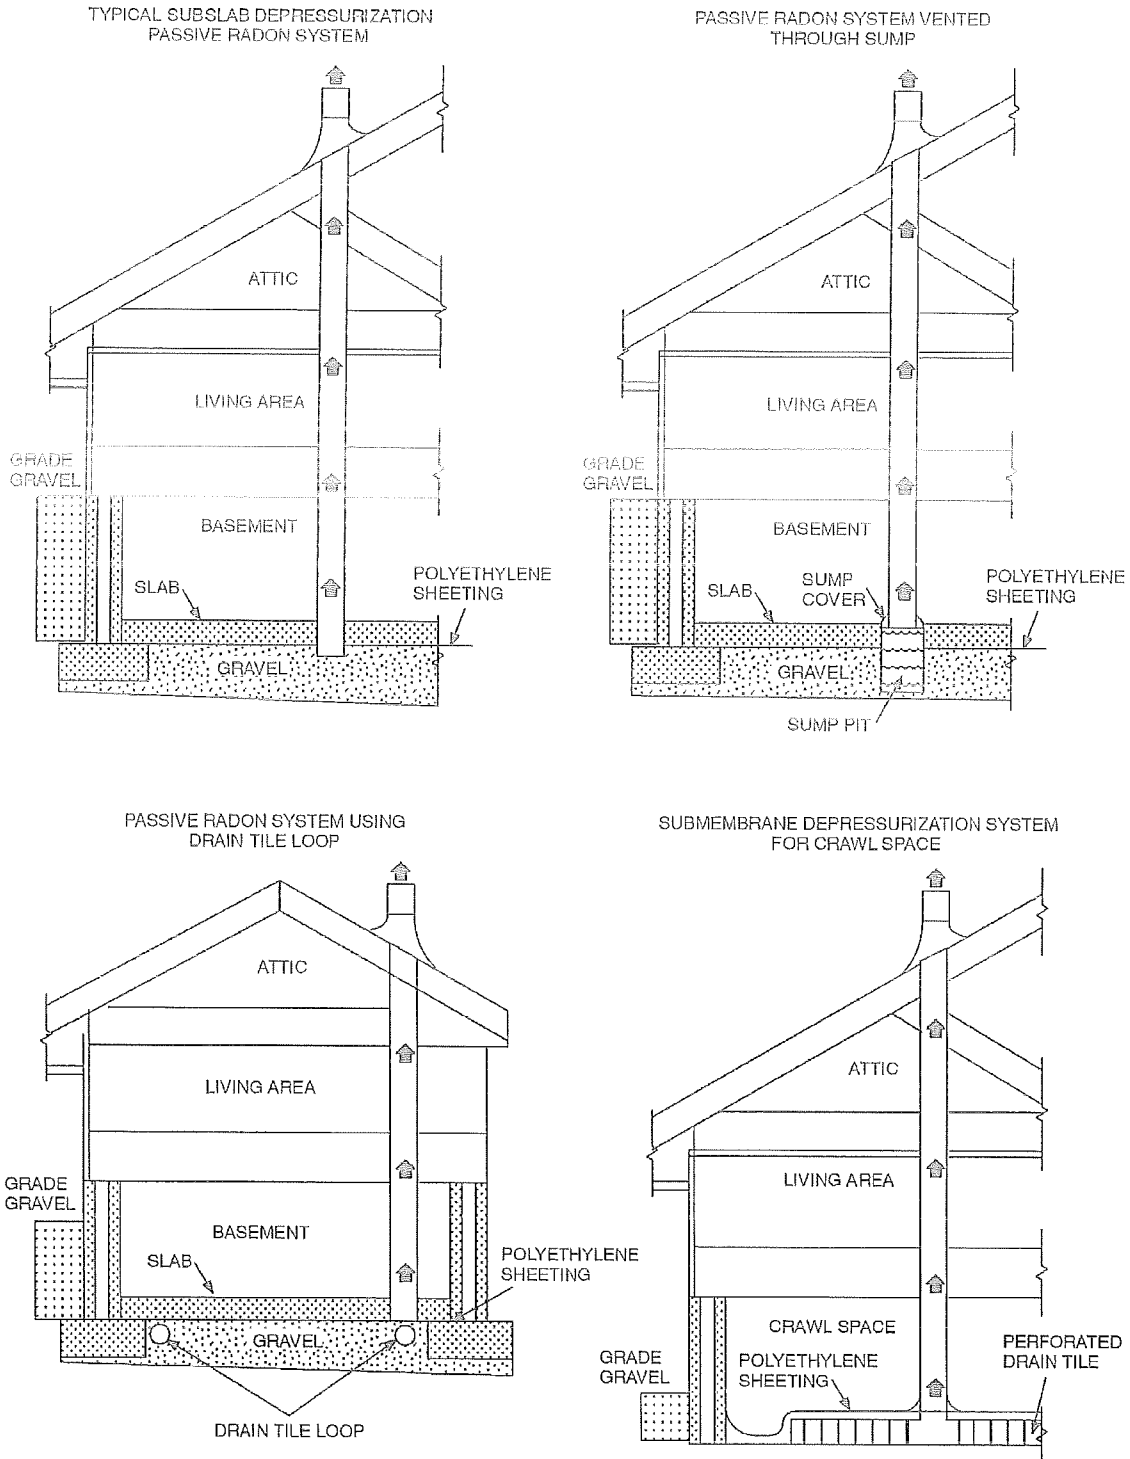 TYPICAL SUBSLAB DEPRESSURIZATION
PASSIVE RADON SYSTEM
ATTIC
LIVING AREA
GRADE
GRAVEL
BASEMENT
SLAB
POLYETHYLENE
SHEETING
GRAVEL
PASSIVE RADON SYSTEM VENTED
THROUGH SUMP
ATTIC
LIVING AREA
GRADE
GRAVEL
BASEMENT
SLAB
SUMP
COVER
POLYETHYLENE
SHEETING
GRAVEL
SUMP PIT
PASSIVE RADON SYSTEM USING
DRAIN TILE LOOP
ATTIC
LIVING AREA
GRADE
GRAVEL
BASEMENT
SLAB
POLYETHYLENE
SHEETING
GRAVEL
DRAIN TILE LOOP
SUBMEMBRANE DEPRESSURIZATION SYSTEM
FOR CRAWL SPACE
ATTIC
LIVING AREA
CRAWL SPACE
GRADE
GRAVEL
POLYETHYLENE
SHEETING
PERFORATED
DRAIN TILE